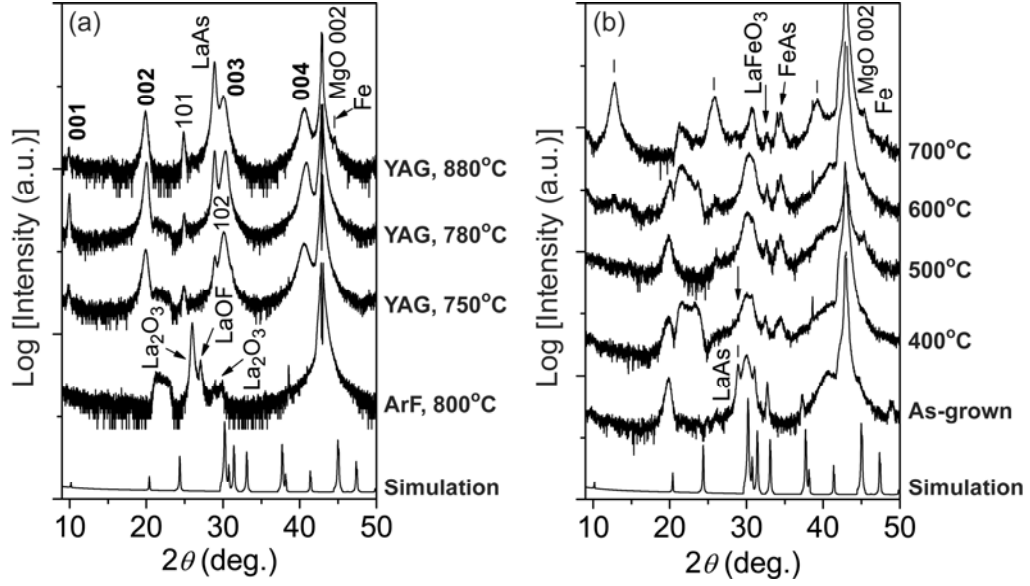 (a)
Log [Intensity (a.u.)]
001
002
101
LaAs
003
004
MgO 002
Fe
YAG, 880°C
YAG, 780°C
102
YAG, 750°C
La₂O₃
LaOF
La₂O₃
ArF, 800°C
Simulation
10 20 30 40 50
2θ (deg.)
(b)
Log [Intensity (a.u.)]
LaFeO₃
FeAs
MgO 002
Fe
700°C
600°C
500°C
400°C
LaAs
As-grown
Simulation
10 20 30 40 50
2θ (deg.)